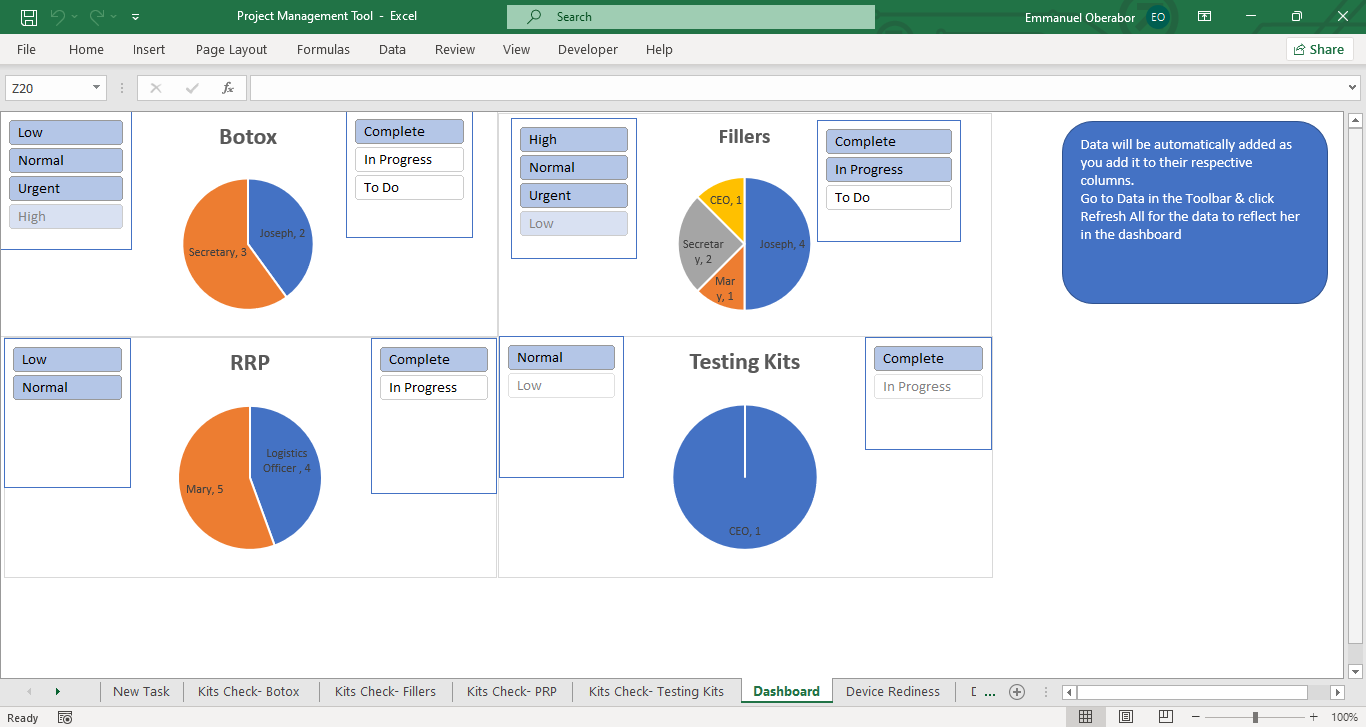 Project Management Tool - Excel
Search
Emmanuel Oberabor
EO
File
Home
Insert
Page Layout
Formulas
Data
Review
View
Developer
Help
Share
Z20
fx
Low
Normal
Urgent
High
Botox
Joseph, 2
Secretary, 3
Complete
In Progress
To Do
High
Normal
Urgent
Low
Fillers
CEO, 1
Joseph, 4
Secretar
y, 2
Mar
y, 1
Complete
In Progress
To Do
Data will be automatically added as
you add it to their respective
columns.
Go to Data in the Toolbar & click
Refresh All for the data to reflect her
in the dashboard
Low
Normal
RRP
Logistics
Officer , 4
Mary, 5
Complete
In Progress
Normal
Low
Testing Kits
CEO, 1
Complete
In Progress
New Task
Kits Check- Botox
Kits Check- Fillers
Kits Check- PRP
Kits Check- Testing Kits
Dashboard
Device Rediness
...
Ready
100%